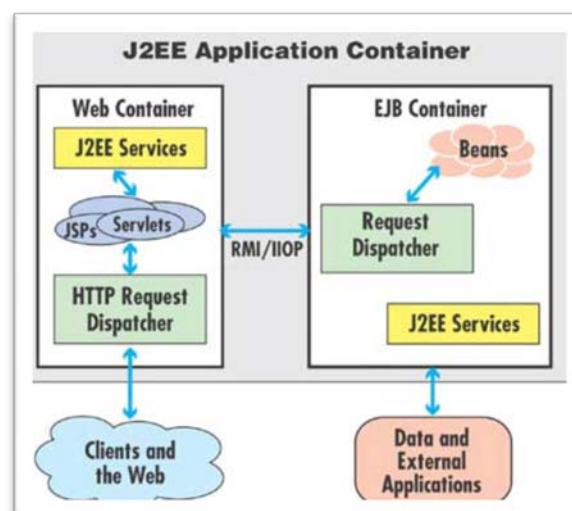 J2EE Application Container
Web Container
J2EE Services
JSPs
Servlets
HTTP Request
Dispatcher
RMI/IIOP
EJB Container
Beans
Request
Dispatcher
J2EE Services
Clients and
the Web
Data and
External
Applications